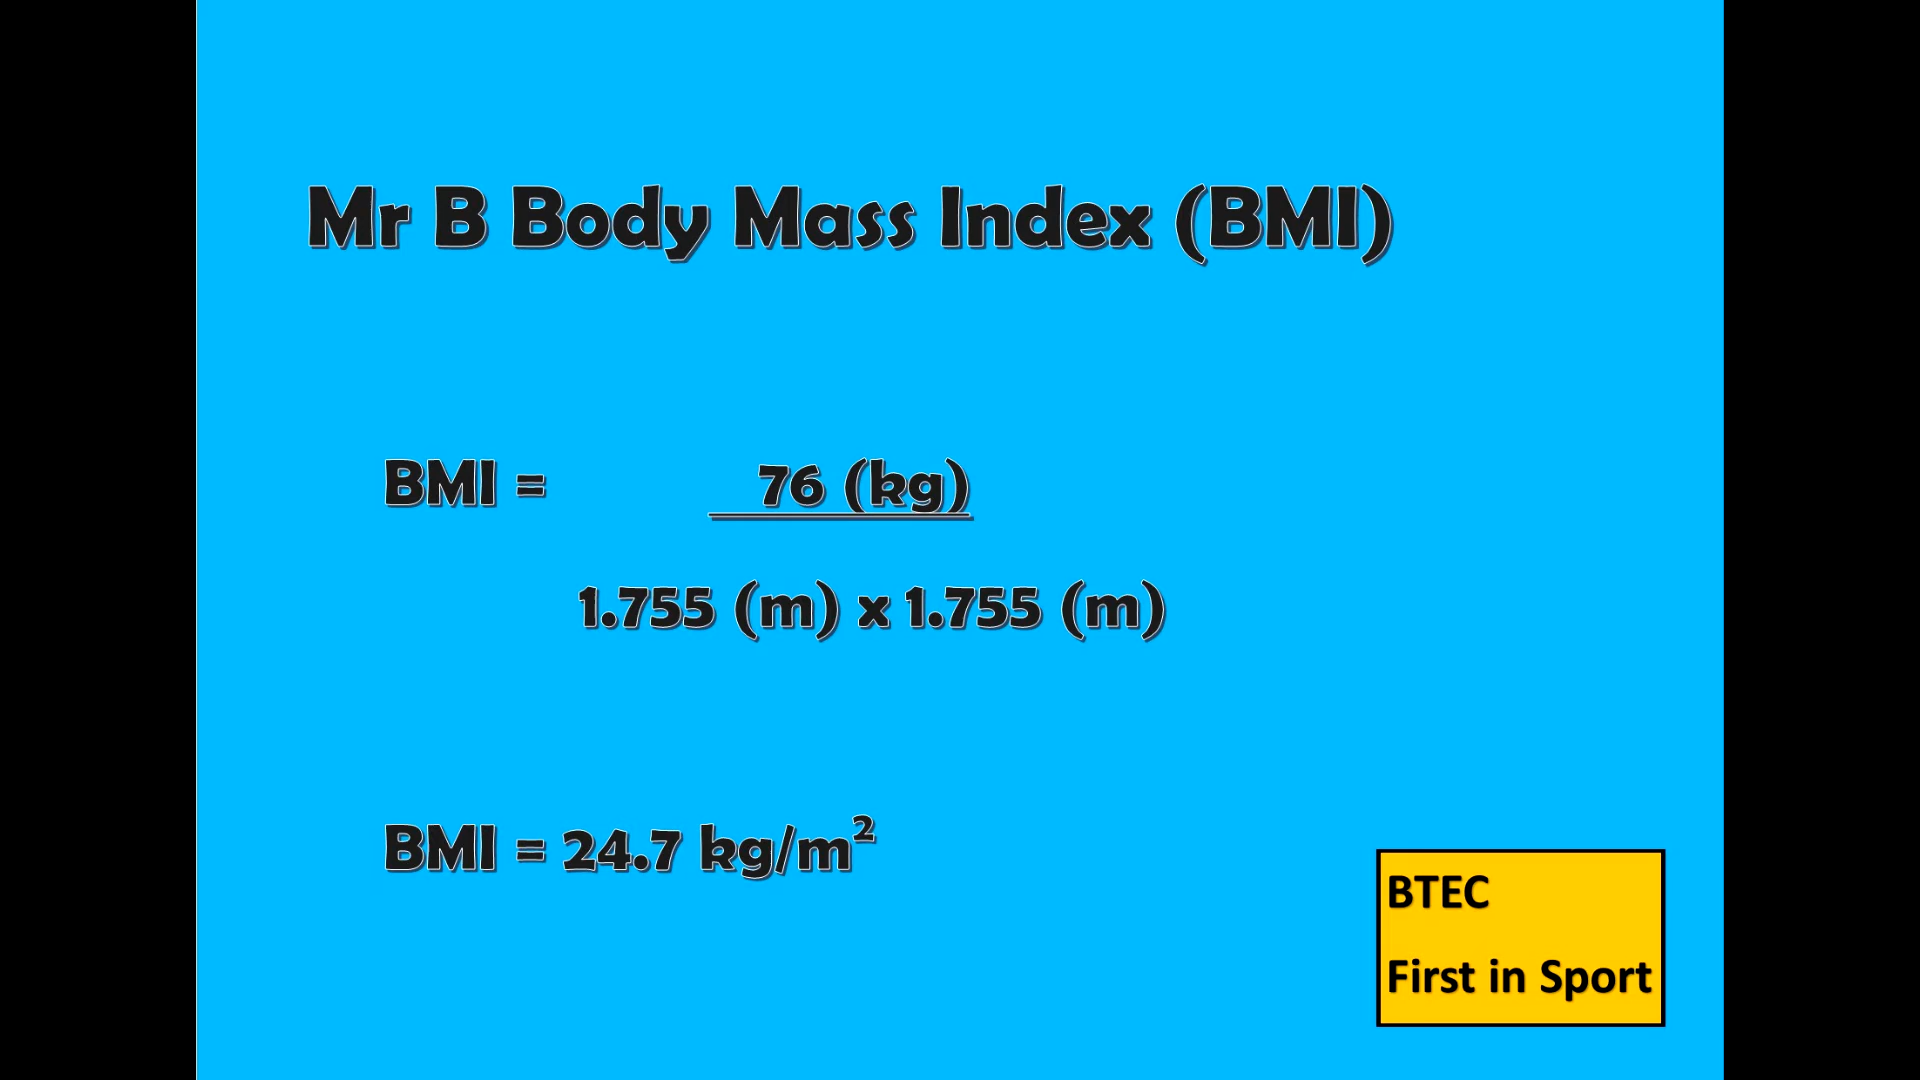 Mr B Body Mass Index (BMI)
BMI = 76 (kg)
1.755 (m) x 1.755 (m)
BMI = 24.7 kg/m²
BTEC
First in Sport